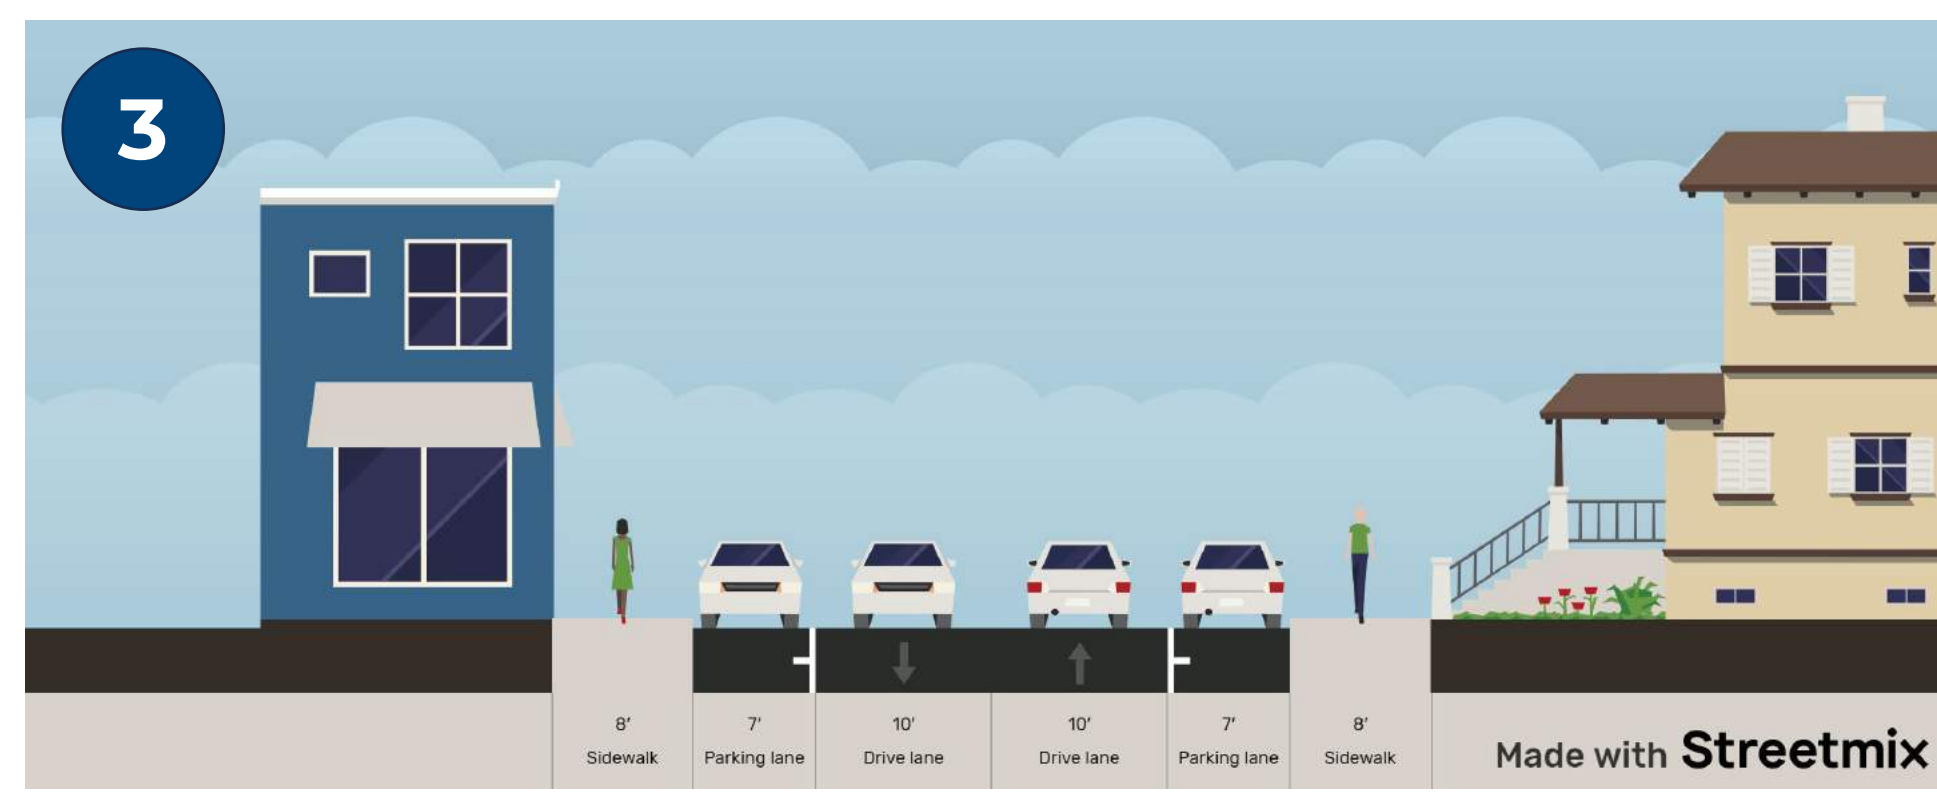 3
8′ 7′ 10′ 10′ 7′ 8′
Sidewalk Parking lane Drive lane Drive lane Parking lane Sidewalk
Made with Streetmix